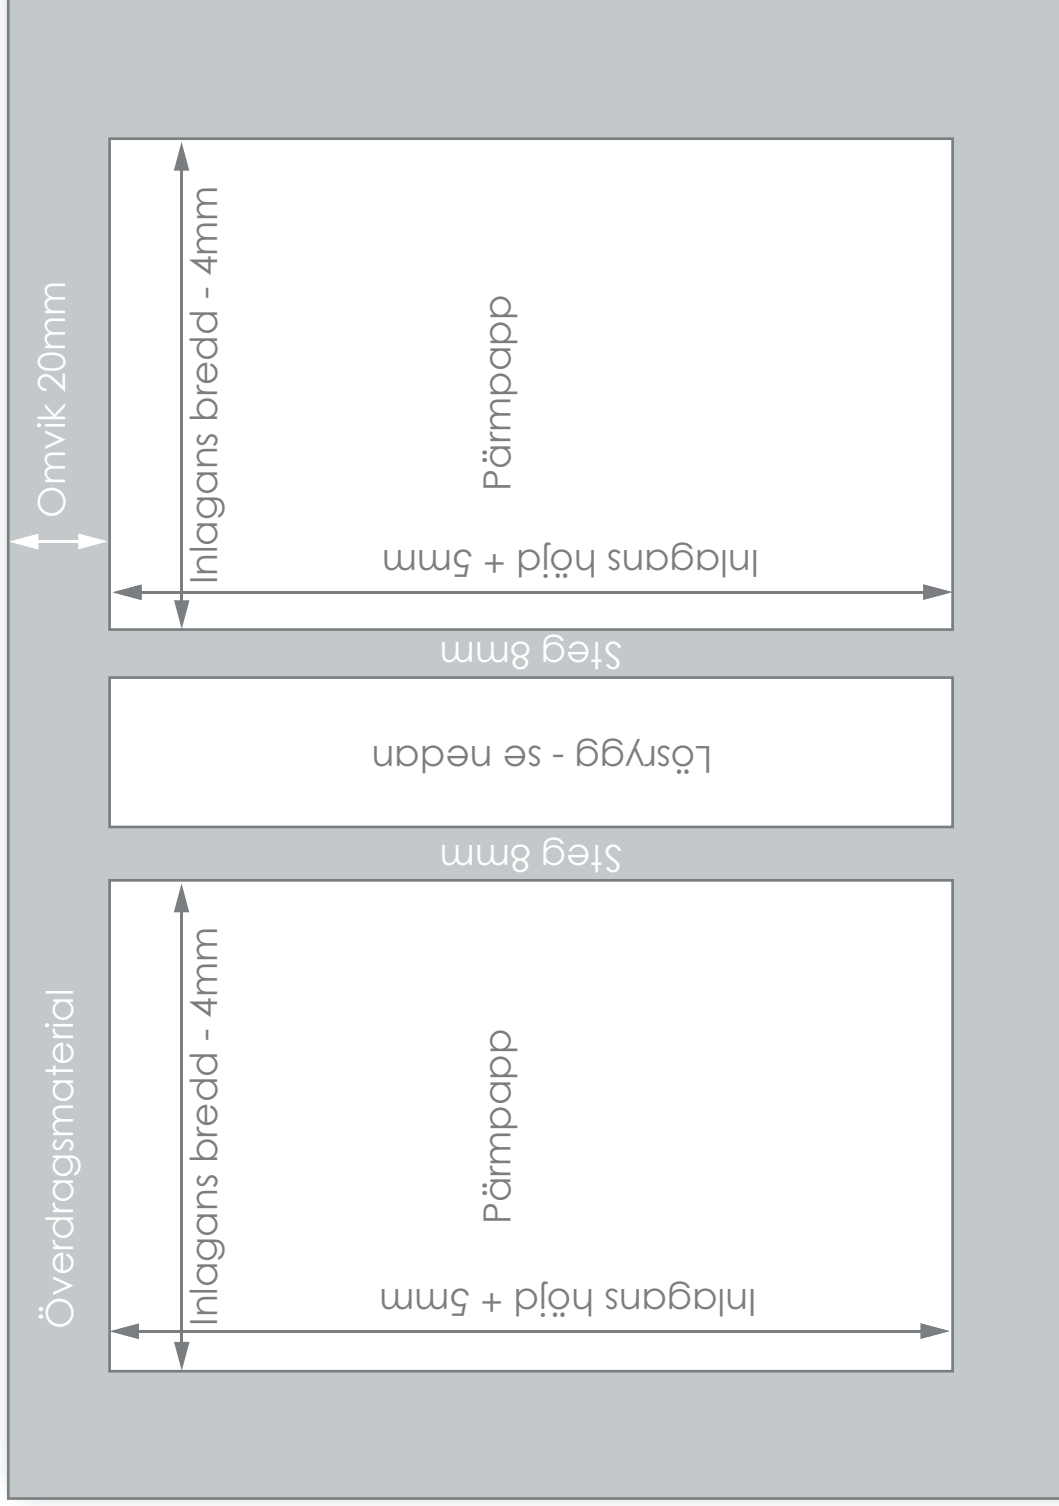 Överdragsmaterial
Omvik 20mm
Inlagans bredd - 4mm
Pärmpapp
Inlagans höjd + 5mm
Steg 8mm
Lösrygg - se nedan
Steg 8mm
Inlagans bredd - 4mm
Pärmpapp
Inlagans höjd + 5mm